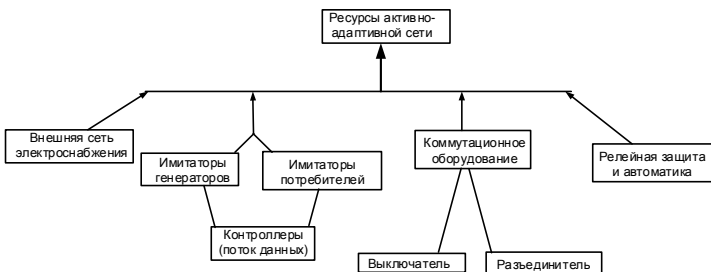 Ресурсы активно-
адаптивной сети
Внешняя сеть
электроснабжения
Имитаторы
генераторов
Имитаторы
потребителей
Коммутационное
оборудование
Релейная защита
и автоматика
Контроллеры
(поток данных)
Выключатель
Разъединитель